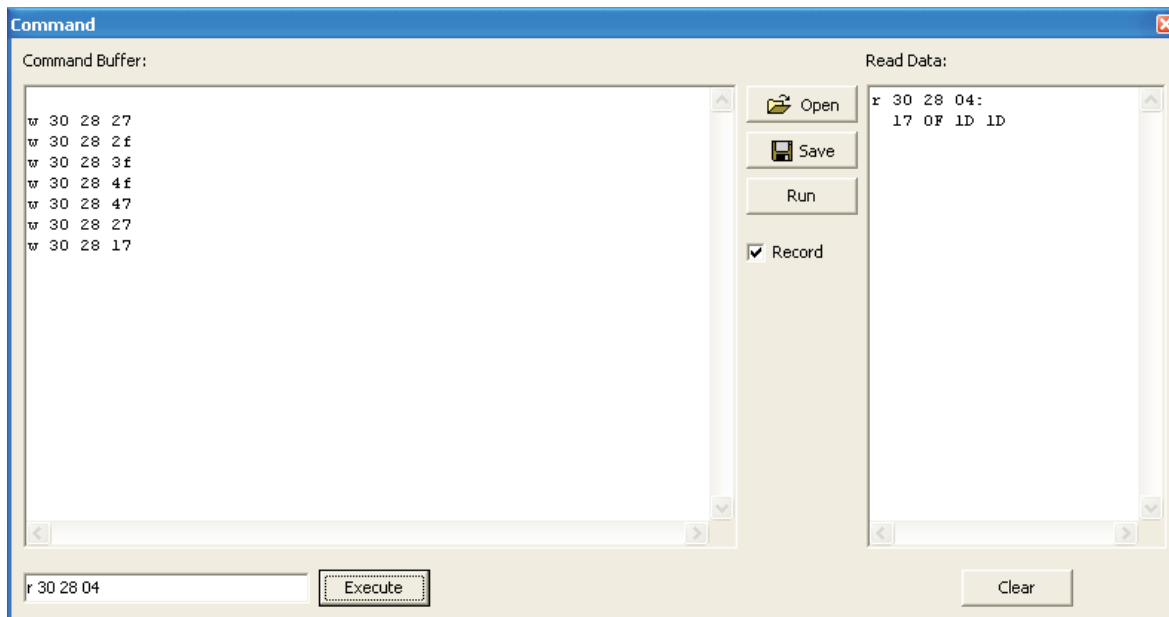 Command
Command Buffer:
w 30 28 27
w 30 28 2f
w 30 28 3f
w 30 28 4f
w 30 28 47
w 30 28 27
w 30 28 17
Open
Save
Run
Record
Read Data:
r 30 28 04:
17 0F 1D 1D
r 30 28 04
Execute
Clear